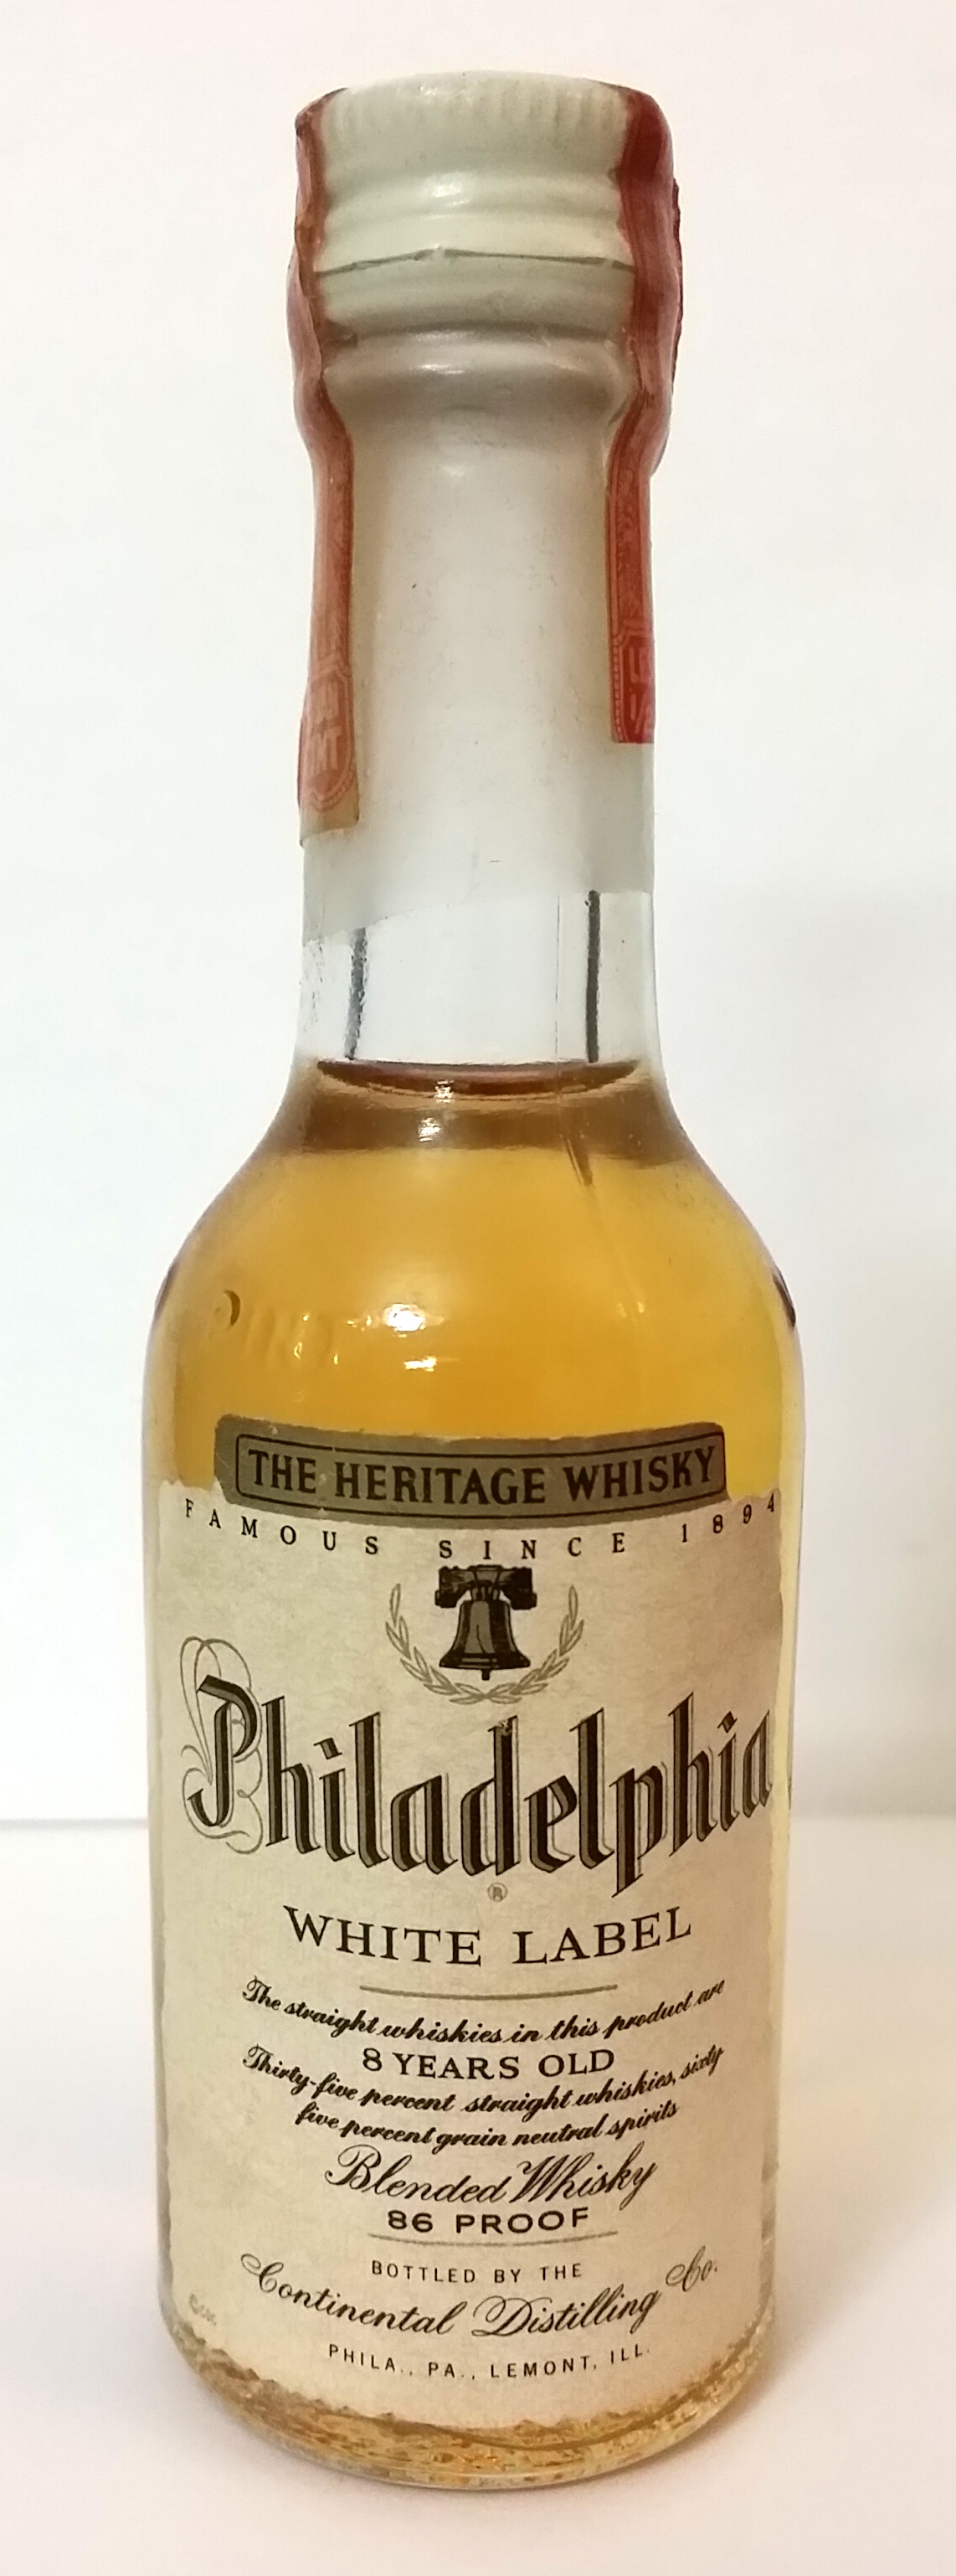 THE HERITAGE WHISKY
FAMOUS SINCE 1894
Philadelphia
®
WHITE LABEL
The straight whiskies in this product are
8 YEARS OLD
Thirty-five percent straight whiskies, sixty
five percent grain neutral spirits
Blended Whisky
86 PROOF
BOTTLED BY THE
Continental Distilling Co.
PHILA., PA., LEMONT, ILL.